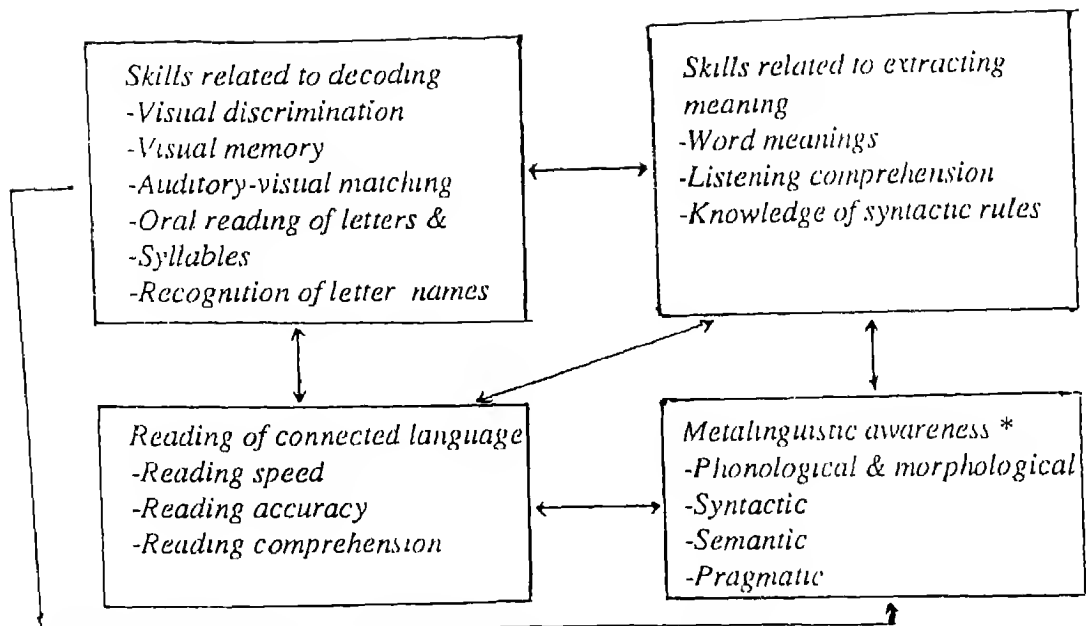 Skills related to decoding
-Visual discrimination
-Visual memory
-Auditory-visual matching
-Oral reading of letters &
-Syllables
-Recognition of letter names
Skills related to extracting
meaning
-Word meanings
-Listening comprehension
-Knowledge of syntactic rules
Reading of connected language
-Reading speed
-Reading accuracy
-Reading comprehension
Metalinguistic awareness *
-Phonological & morphological
-Syntactic
-Semantic
-Pragmatic